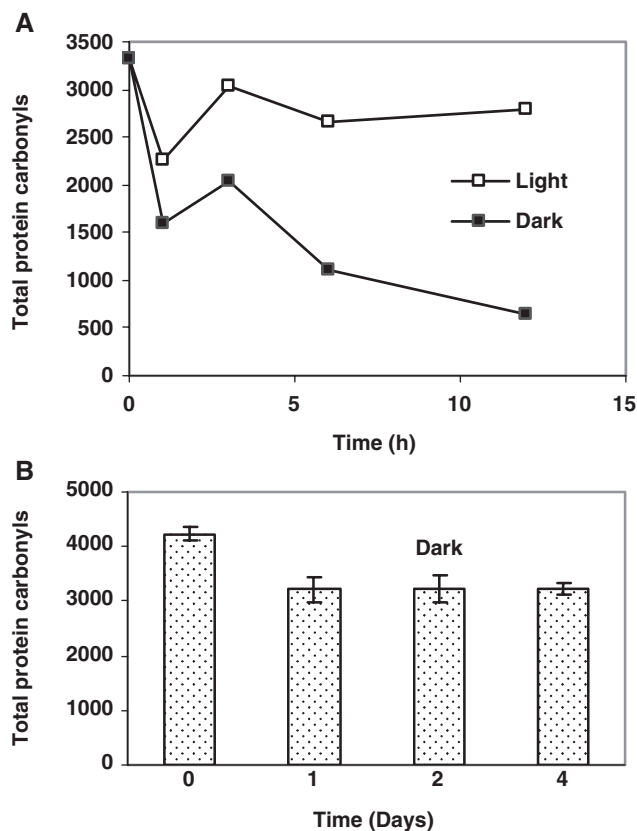 A
Total protein carbonyls
3500
3000
2500
2000
1500
1000
500
0
Light
Dark
0 5 10 15
Time (h)
B
Total protein carbonyls
5000
4000
3000
2000
1000
0
Dark
0 1 2 4
Time (Days)